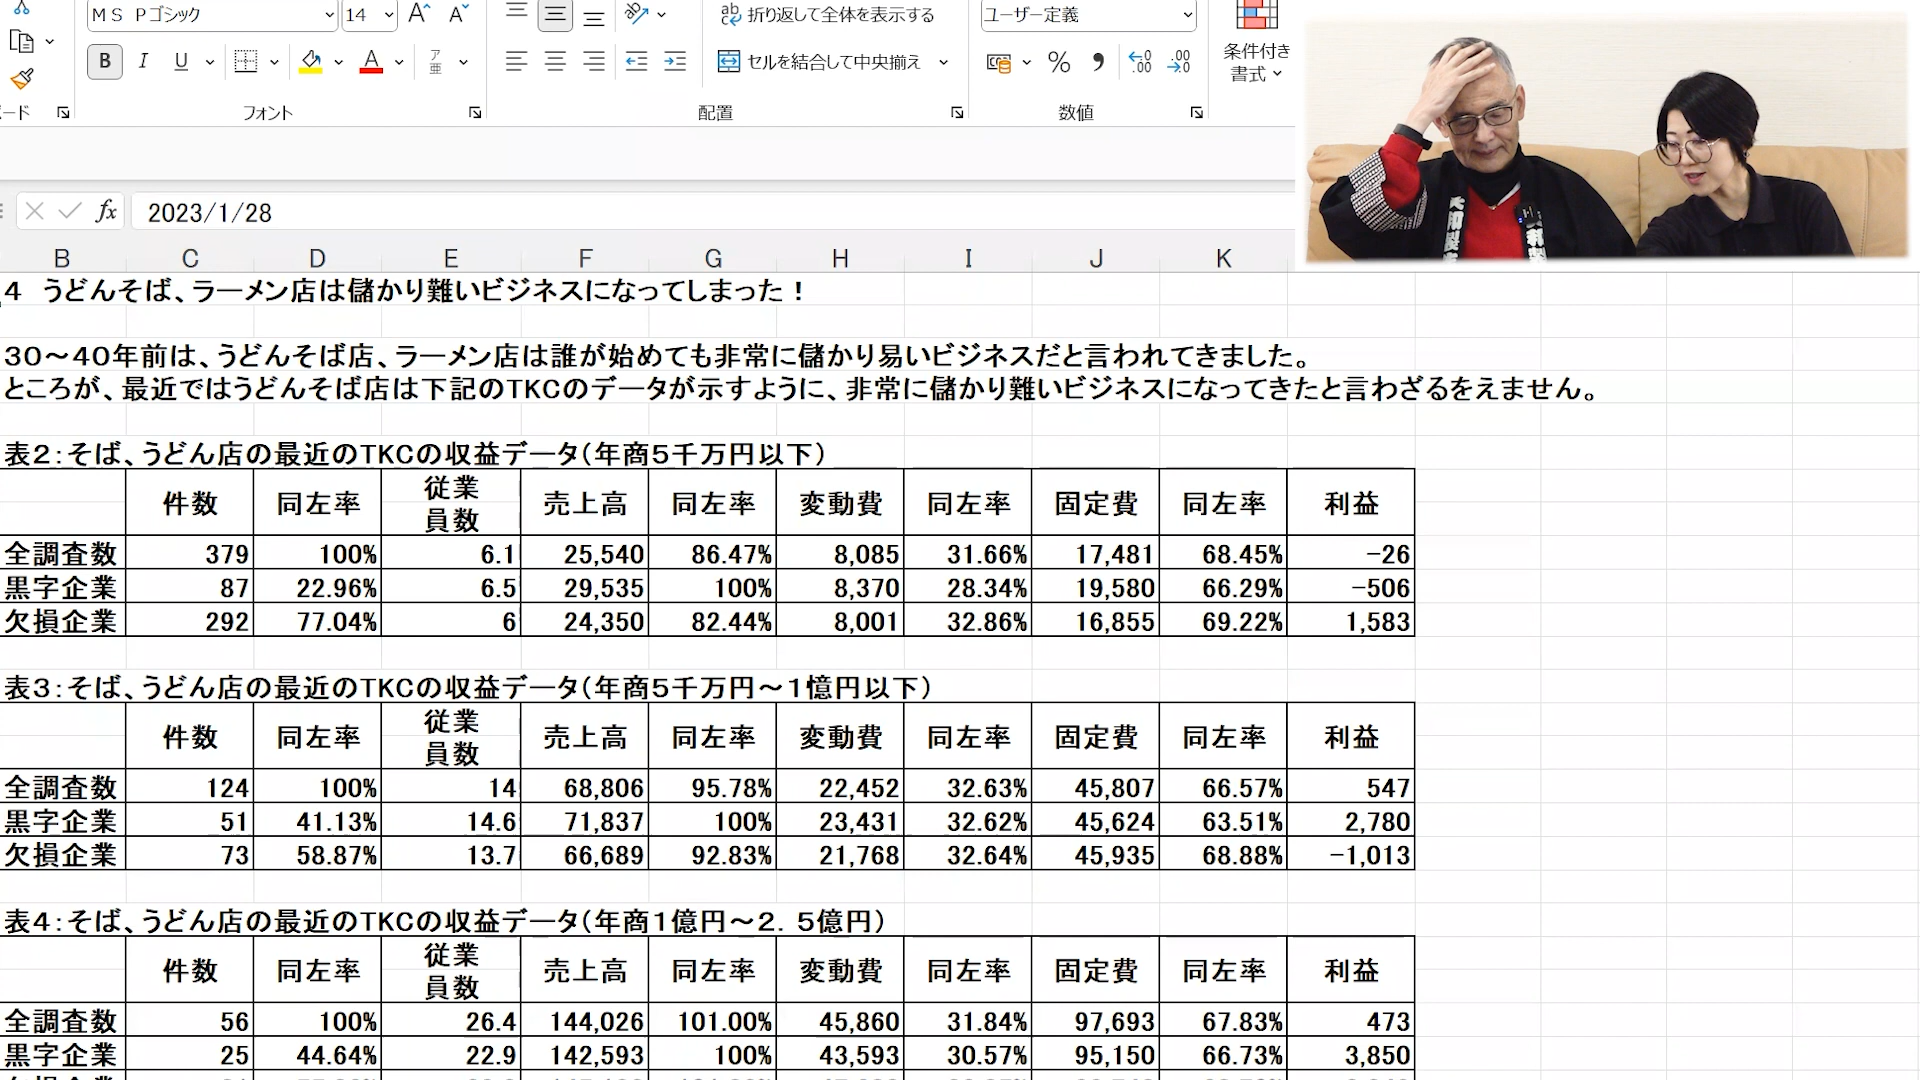 ＭＳ Ｐゴシック 14 A A ab 折り返して全体を表示する ユーザー定義
B I U A ア亜 セルを結合して中央揃え % 条件付き書式
ード フォント 配置 数値
fx 2023/1/28
B C D E F G H I J K
4　うどんそば、ラーメン店は儲かり難いビジネスになってしまった！
30～40年前は、うどんそば店、ラーメン店は誰が始めても非常に儲かり易いビジネスだと言われてきました。
ところが、最近ではうどんそば店は下記のTKCのデータが示すように、非常に儲かり難いビジネスになってきたと言わざるをえません。
表2：そば、うどん店の最近のTKCの収益データ（年商5千万円以下）
件数 同左率 従業員数 売上高 同左率 変動費 同左率 固定費 同左率 利益
全調査数 379 100% 6.1 25,540 86.47% 8,085 31.66% 17,481 68.45% −26
黒字企業 87 22.96% 6.5 29,535 100% 8,370 28.34% 19,580 66.29% −506
欠損企業 292 77.04% 6 24,350 82.44% 8,001 32.86% 16,855 69.22% 1,583
表3：そば、うどん店の最近のTKCの収益データ（年商5千万円～1憶円以下）
件数 同左率 従業員数 売上高 同左率 変動費 同左率 固定費 同左率 利益
全調査数 124 100% 14 68,806 95.78% 22,452 32.63% 45,807 66.57% 547
黒字企業 51 41.13% 14.6 71,837 100% 23,431 32.62% 45,624 63.51% 2,780
欠損企業 73 58.87% 13.7 66,689 92.83% 21,768 32.64% 45,935 68.88% −1,013
表4：そば、うどん店の最近のTKCの収益データ（年商1億円～2．5億円）
件数 同左率 従業員数 売上高 同左率 変動費 同左率 固定費 同左率 利益
全調査数 56 100% 26.4 144,026 101.00% 45,860 31.84% 97,693 67.83% 473
黒字企業 25 44.64% 22.9 142,593 100% 43,593 30.57% 95,150 66.73% 3,850